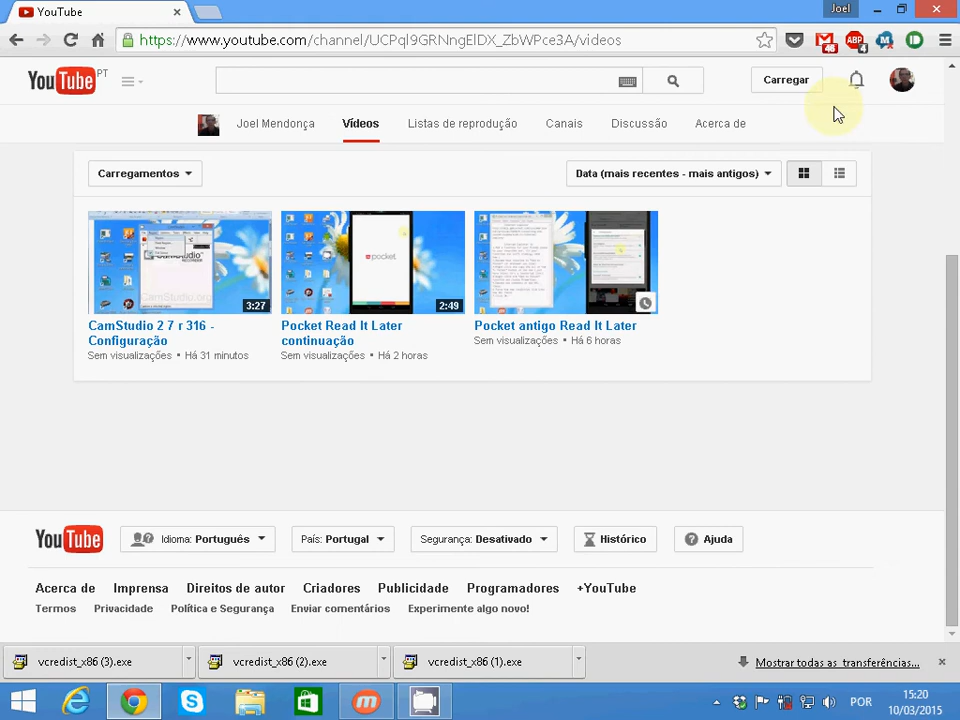 YouTube
Joel
https://www.youtube.com/channel/UCPql9GRNngElDX_ZbWPce3A/videos
46
ABP
4
YouTube PT
Carregar
Joel Mendonça
Vídeos
Listas de reprodução
Canais
Discussão
Acerca de
Carregamentos
Data (mais recentes - mais antigos)
3:27
2:49
pocket
CamStudio 2 7 r 316 -
Configuração
Sem visualizações • Há 31 minutos
Pocket Read It Later
continuação
Sem visualizações • Há 2 horas
Pocket antigo Read It Later
Sem visualizações • Há 6 horas
YouTube
Idioma: Português
País: Portugal
Segurança: Desativado
Histórico
Ajuda
Acerca de
Imprensa
Direitos de autor
Criadores
Publicidade
Programadores
+YouTube
Termos
Privacidade
Política e Segurança
Enviar comentários
Experimente algo novo!
vcredist_x86 (3).exe
vcredist_x86 (2).exe
vcredist_x86 (1).exe
Mostrar todas as transferências...
POR
15:20
10/03/2015